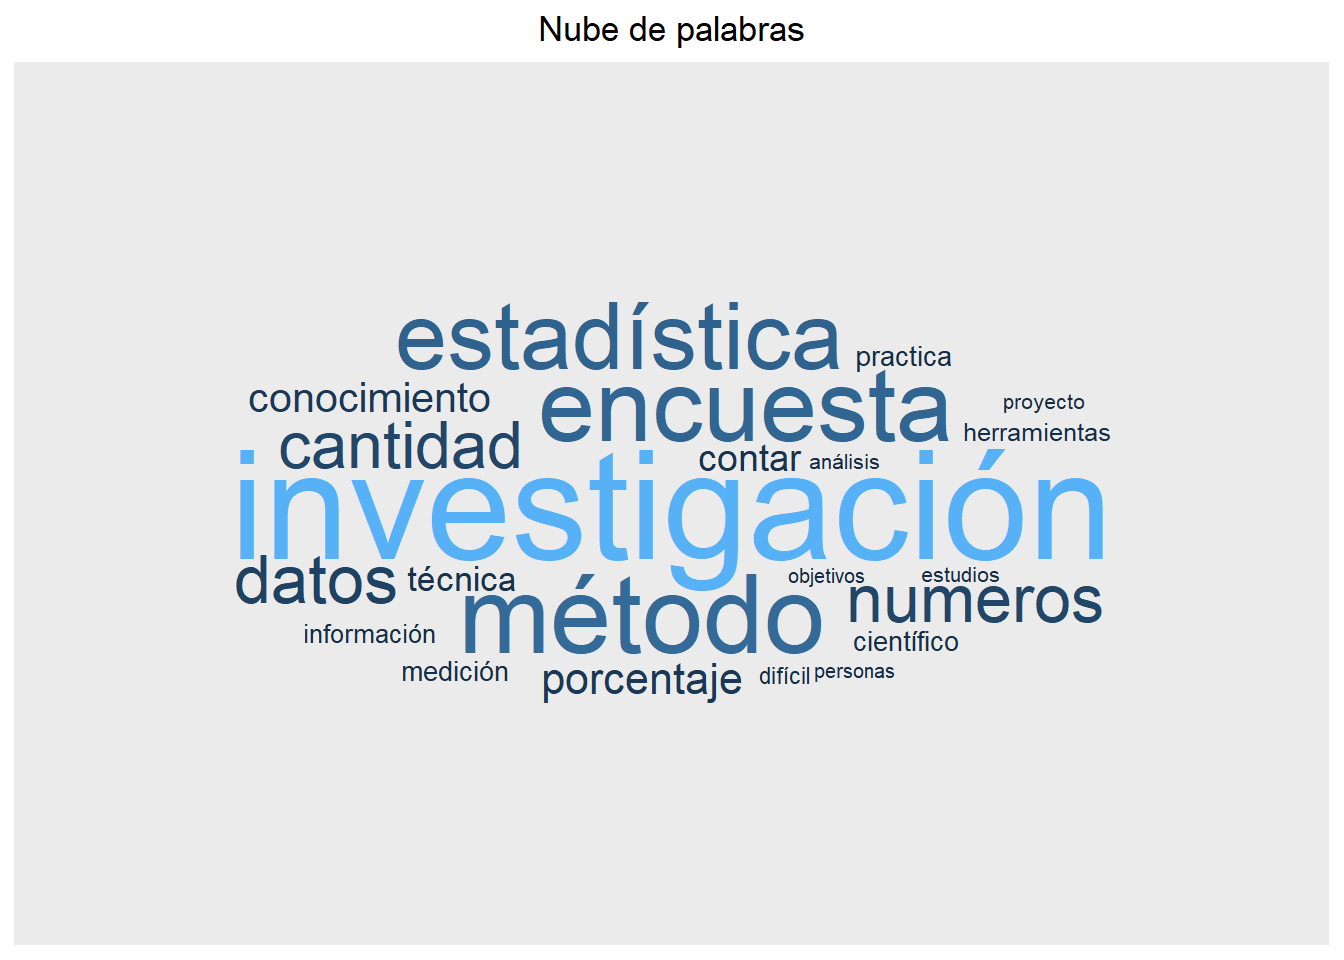 Nube de palabras
estadística
practica
conocimiento
encuesta
proyecto
herramientas
cantidad
contar
análisis
investigación
datos
técnica
objetivos
estudios
método
numeros
información
científico
medición
porcentaje
difícil
personas